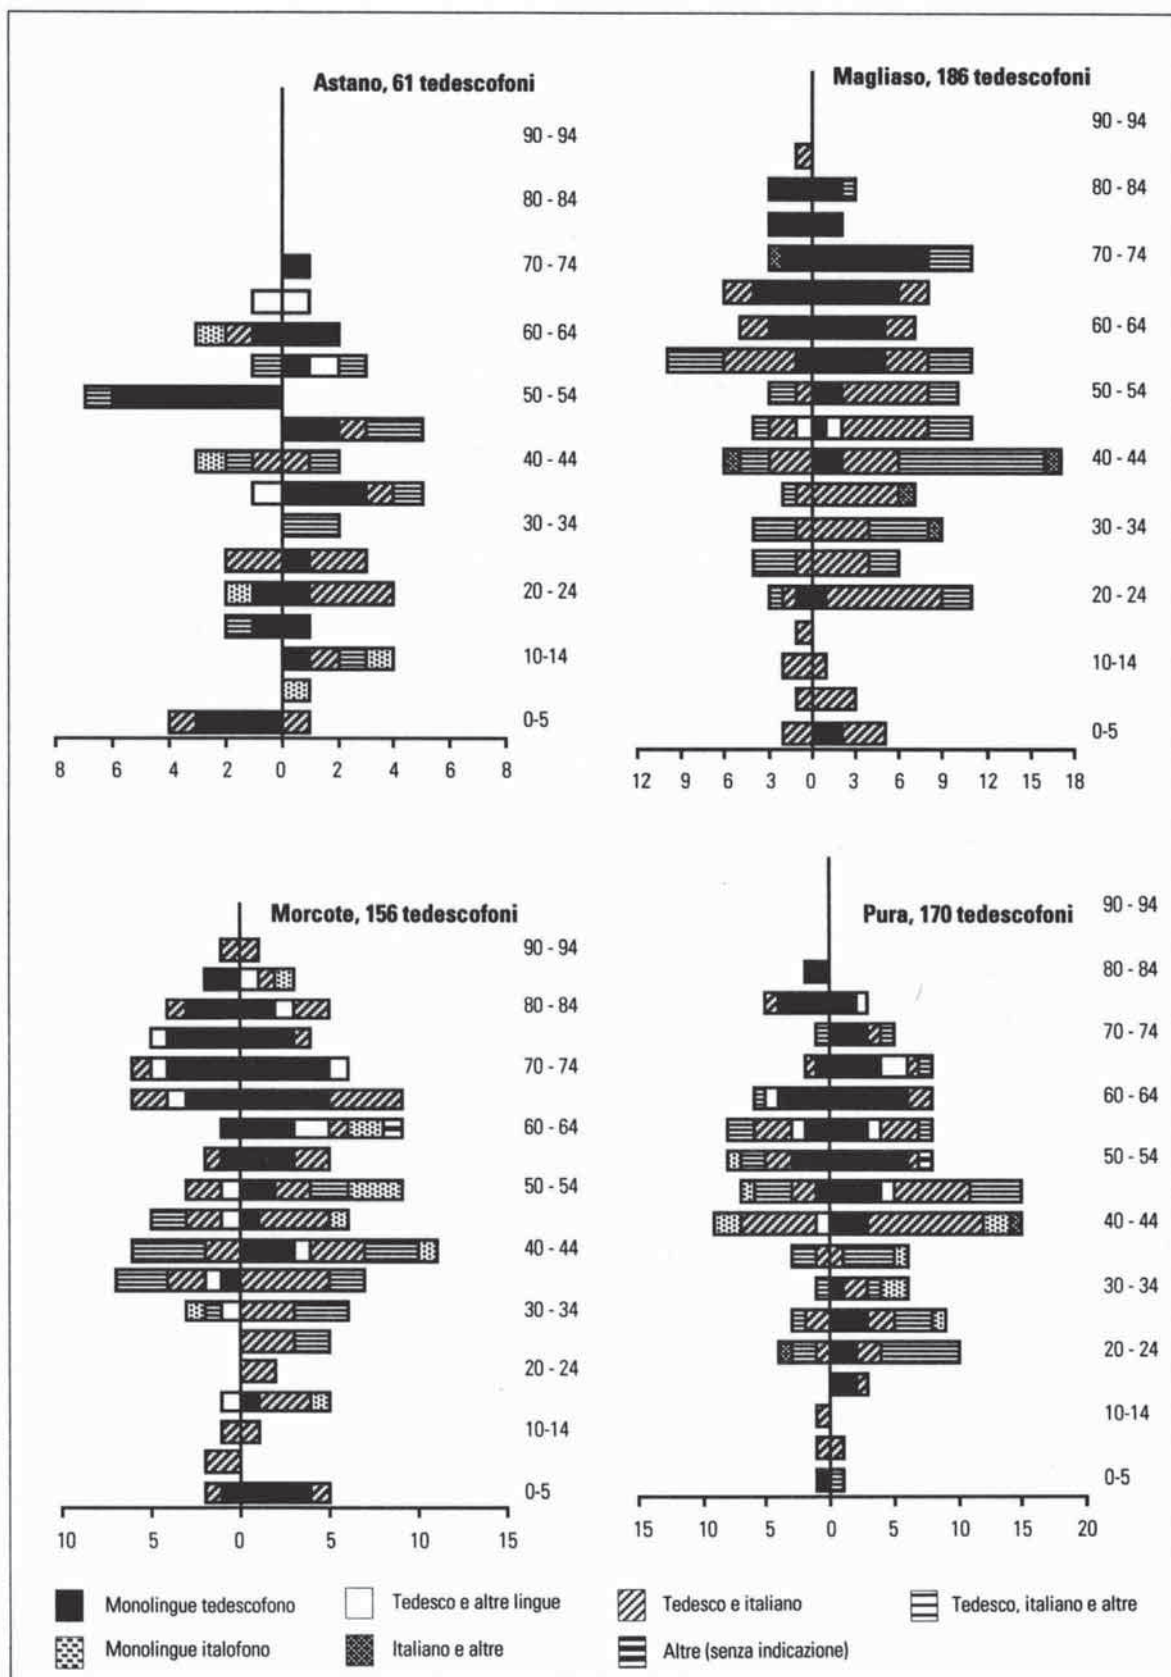 Astano, 61 tedescofoni
90 - 94
80 - 84
70 - 74
60 - 64
50 - 54
40 - 44
30 - 34
20 - 24
10-14
0-5
8 6 4 2 0 2 4 6 8
Magliaso, 186 tedescofoni
90 - 94
80 - 84
70 - 74
60 - 64
50 - 54
40 - 44
30 - 34
20 - 24
10-14
0-5
12 9 6 3 0 3 6 9 12 15 18
Morcote, 156 tedescofoni
90 - 94
80 - 84
70 - 74
60 - 64
50 - 54
40 - 44
30 - 34
20 - 24
10-14
0-5
10 5 0 5 10 15
Pura, 170 tedescofoni
90 - 94
80 - 84
70 - 74
60 - 64
50 - 54
40 - 44
30 - 34
20 - 24
10-14
0-5
15 10 5 0 5 10 15 20
Monolingue tedescofono
Tedesco e altre lingue
Tedesco e italiano
Tedesco, italiano e altre
Monolingue italofono
Italiano e altre
Altre (senza indicazione)